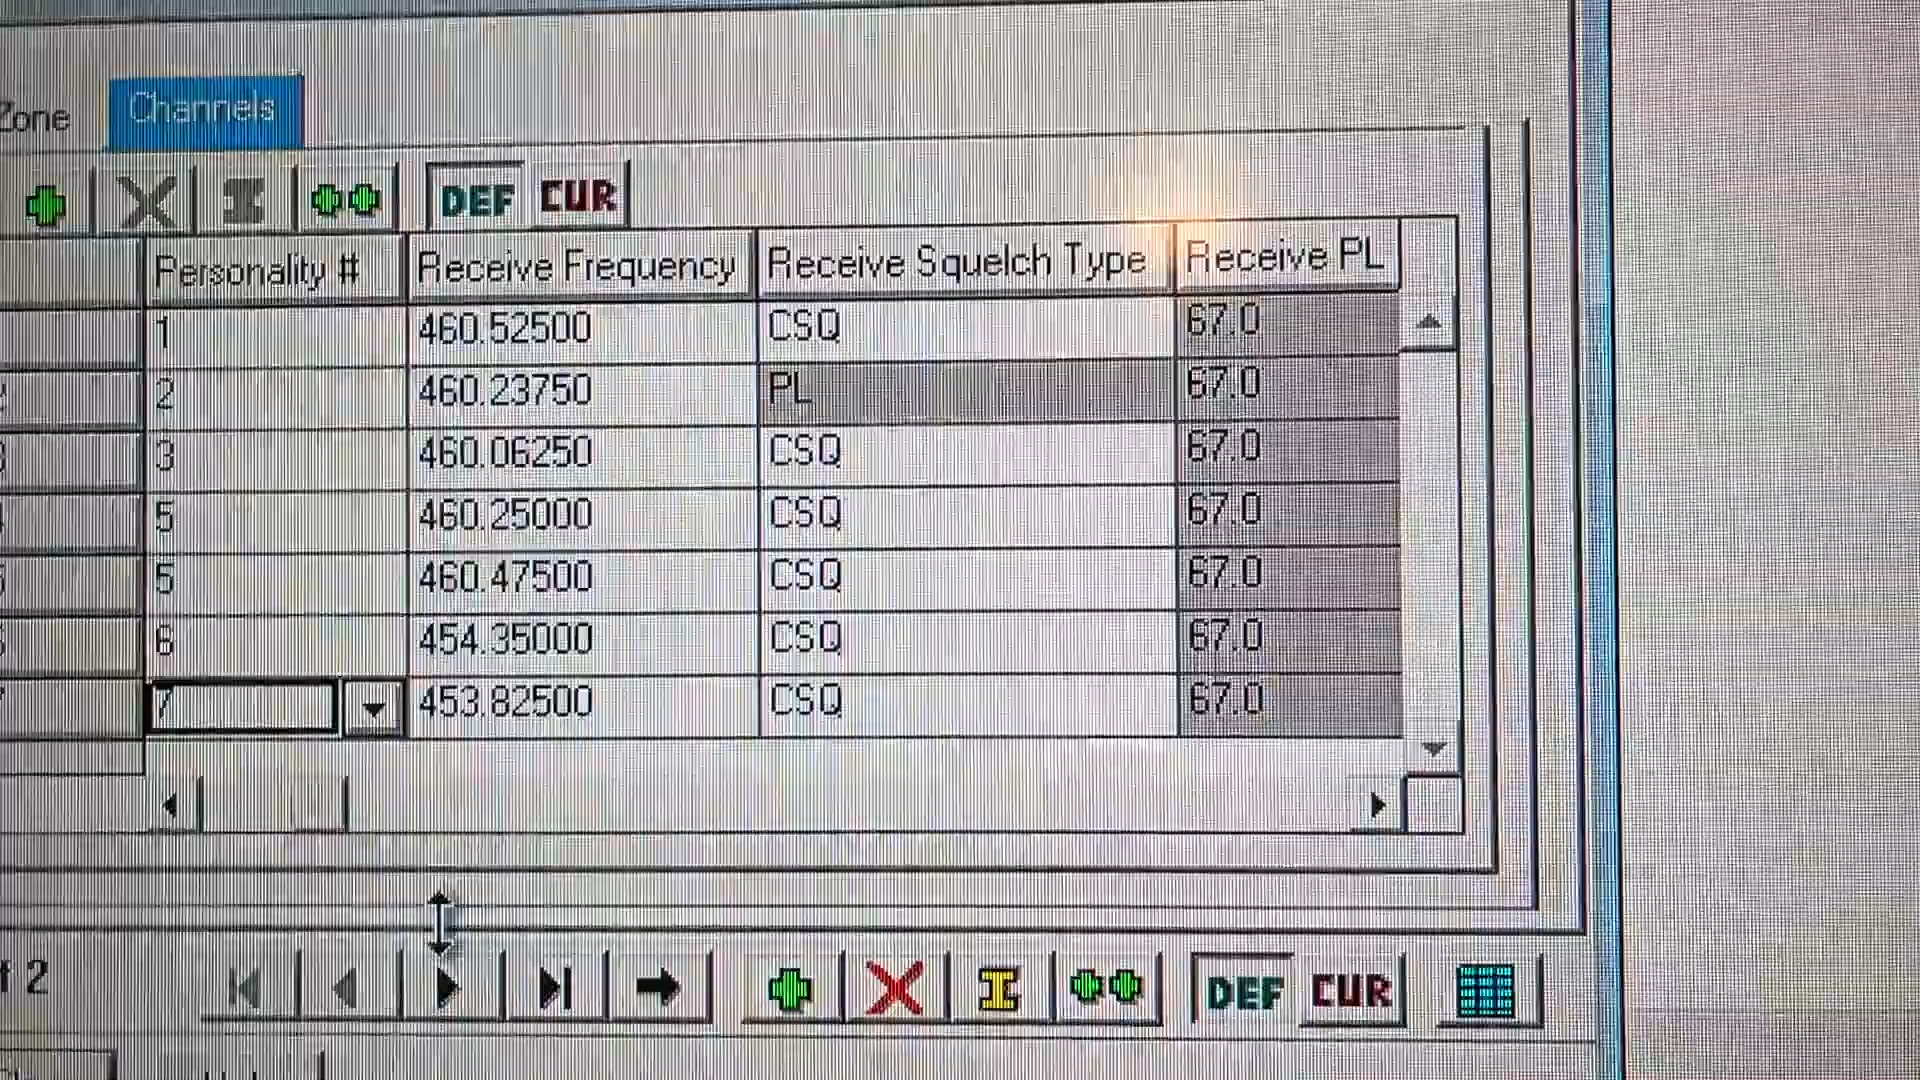 Zone Channels
DEF CUR
Personality # Receive Frequency Receive Squelch Type Receive PL
1 460.52500 CSQ 67.0
2 460.23750 PL 67.0
3 460.06250 CSQ 67.0
5 460.25000 CSQ 67.0
5 460.47500 CSQ 67.0
6 454.35000 CSQ 67.0
7 453.82500 CSQ 67.0
f 2 DEF CUR